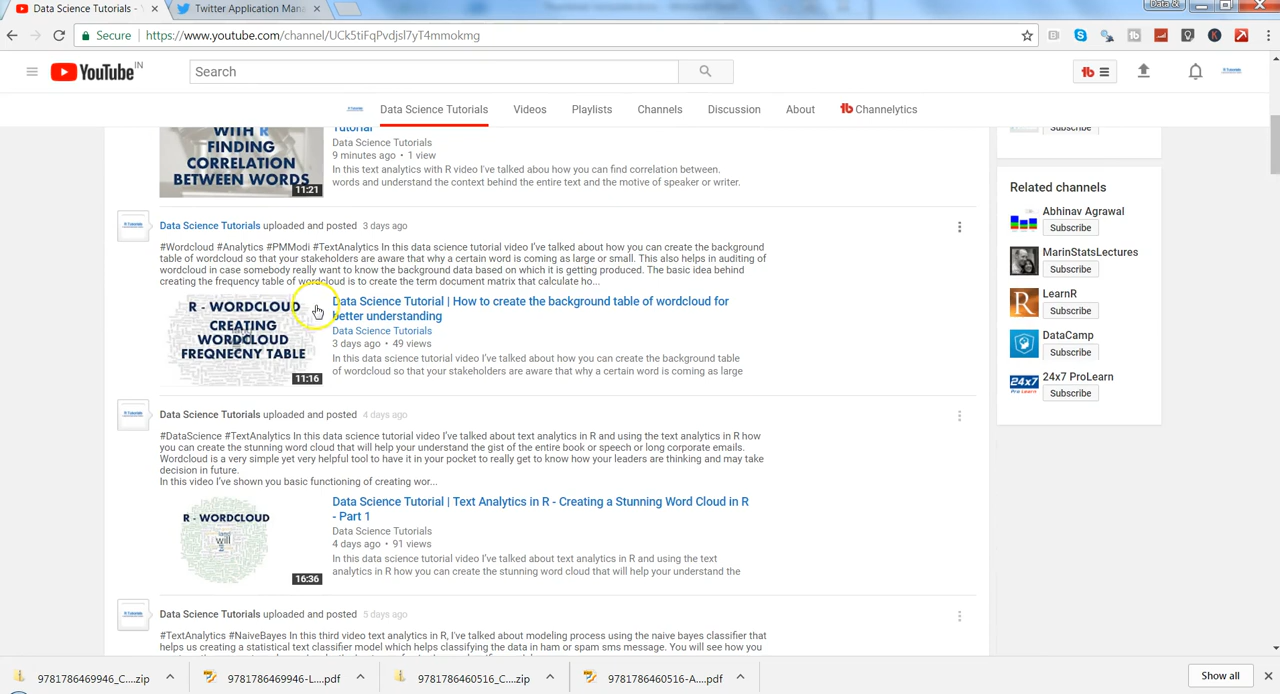 Data Science Tutorials - Y
Twitter Application Mana
Data &
Secure https://www.youtube.com/channel/UCk5tiFqPvdjsl7yT4mmokmg
YouTube IN
Search
Data Science Tutorials Videos Playlists Channels Discussion About Channelytics
Tutorial
Data Science Tutorials
9 minutes ago • 1 view
In this text analytics with R video I've talked abou how you can find correlation between.
words and understand the context behind the entire text and the motive of speaker or writer.
WITH R
FINDING
CORRELATION
BETWEEN WORDS
11:21
Subscribe
Related channels
Abhinav Agrawal
Subscribe
MarinStatsLectures
Subscribe
LearnR
Subscribe
DataCamp
Subscribe
24x7 ProLearn
Subscribe
Data Science Tutorials uploaded and posted 3 days ago
#Wordcloud #Analytics #PMModi #TextAnalytics In this data science tutorial video I've talked about how you can create the background
table of wordcloud so that your stakeholders are aware that why a certain word is coming as large or small. This also helps in auditing of
wordcloud in case somebody really want to know the background data based on which it is getting produced. The basic idea behind
creating the frequency table of wordcloud is to create the term document matrix that calculate ho...
R - WORDCLOUD
CREATING
WORDCLOUD
FREQNECNY TABLE
11:16
Data Science Tutorial | How to create the background table of wordcloud for
better understanding
Data Science Tutorials
3 days ago • 49 views
In this data science tutorial video I've talked about how you can create the background table
of wordcloud so that your stakeholders are aware that why a certain word is coming as large
Data Science Tutorials uploaded and posted 4 days ago
#DataScience #TextAnalytics In this data science tutorial video I've talked about text analytics in R and using the text analytics in R how
you can create the stunning word cloud that will help your understand the gist of the entire book or speech or long corporate emails.
Wordcloud is a very simple yet very helpful tool to have it in your pocket to really get to know how your leaders are thinking and may take
decision in future.
In this video I've shown you basic functioning of creating wor...
R - WORDCLOUD
will
16:36
Data Science Tutorial | Text Analytics in R - Creating a Stunning Word Cloud in R
- Part 1
Data Science Tutorials
4 days ago • 91 views
In this data science tutorial video I've talked about text analytics in R and using the text
analytics in R how you can create the stunning word cloud that will help your understand the
Data Science Tutorials uploaded and posted 5 days ago
#TextAnalytics #NaiveBayes In this third video text analytics in R, I've talked about modeling process using the naive bayes classifier that
helps us creating a statistical text classifier model which helps classifying the data in ham or spam sms message. You will see how you
9781786469946_C....zip
9781786469946-L....pdf
9781786460516_C....zip
9781786460516-A....pdf
Show all